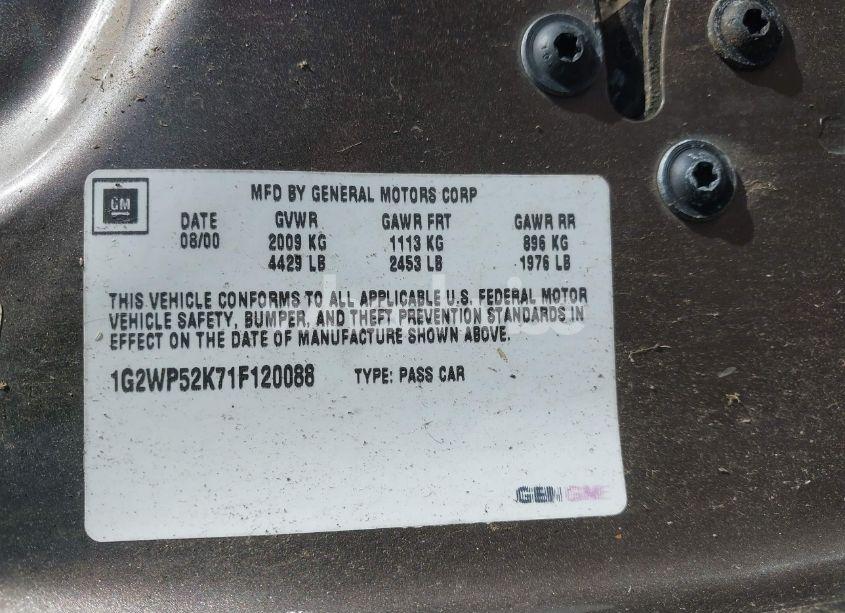 GM
MFD BY GENERAL MOTORS CORP
DATE GVWR GAWR FRT GAWR RR
08/00 2009 KG 1113 KG 896 KG
4429 LB 2453 LB 1976 LB
THIS VEHICLE CONFORMS TO ALL APPLICABLE U.S. FEDERAL MOTOR
VEHICLE SAFETY, BUMPER, AND THEFT PREVENTION STANDARDS IN
EFFECT ON THE DATE OF MANUFACTURE SHOWN ABOVE.
1G2WP52K71F120088 TYPE: PASS CAR